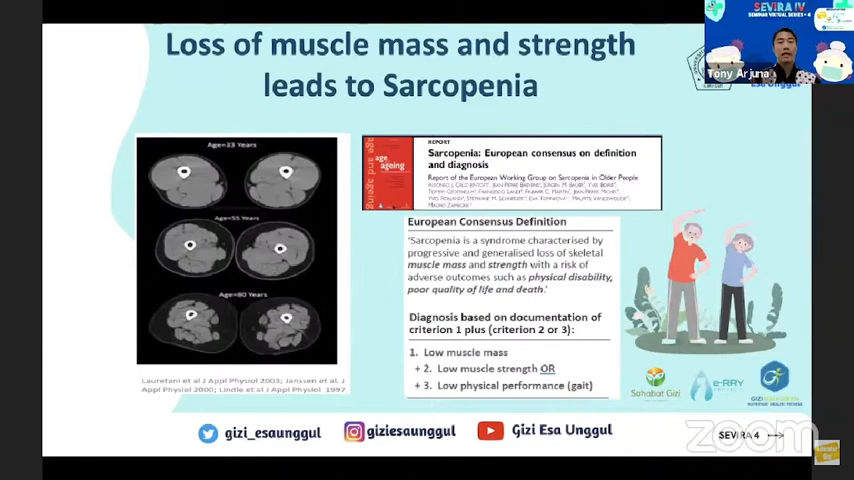 Loss of muscle mass and strength
leads to Sarcopenia
SEVIRA IV
SEMINAR VIRTUAL SERIES - 4
Tony Arjuna
Esa Unggul
Age=33 Years
Age=55 Years
Age=80 Years
Lauretani et al J Appl Physiol 2003; Janssen et al. J
Appl Physiol 2000; Lindle et al J Appl Physiol 1997
age and ageing
age
ageing
REPORT
Sarcopenia: European consensus on definition
and diagnosis
Report of the European Working Group on Sarcopenia in Older People
European Consensus Definition
'Sarcopenia is a syndrome characterised by
progressive and generalised loss of skeletal
muscle mass and strength with a risk of
adverse outcomes such as physical disability,
poor quality of life and death.'
Diagnosis based on documentation of
criterion 1 plus (criterion 2 or 3):
1. Low muscle mass
+ 2. Low muscle strength OR
+ 3. Low physical performance (gait)
Sahabat Gizi
e-RRY
gizi_esaunggul
giziesaunggul
Gizi Esa Unggul
SEVIRA 4
zoom